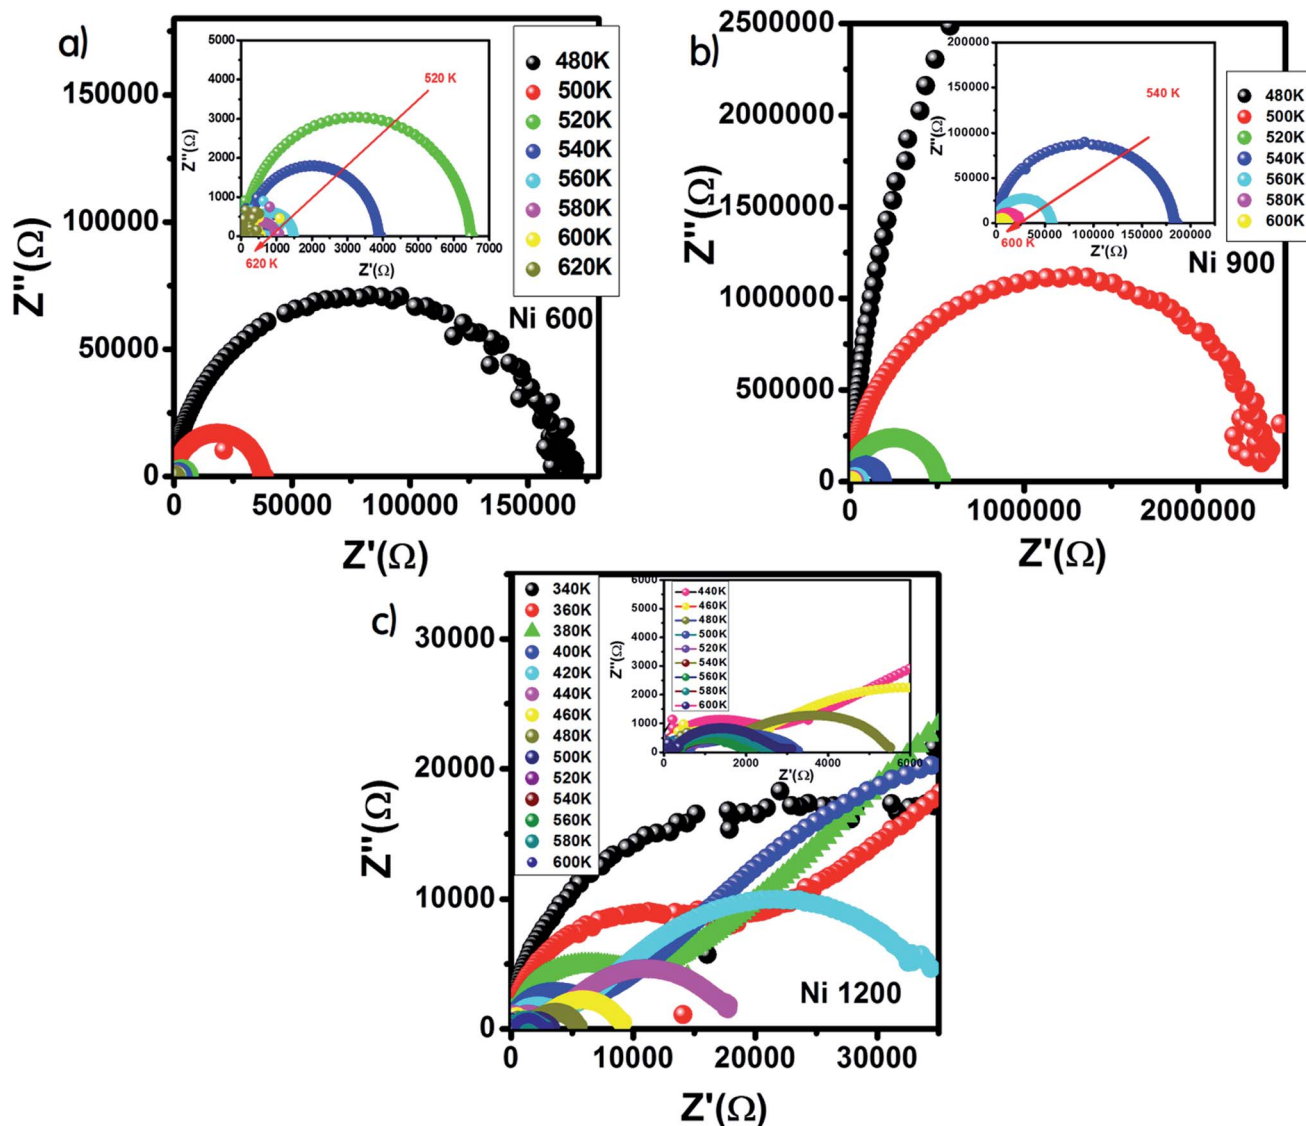 a)
Z''(Ω)
150000
100000
50000
0
0
50000
100000
150000
Z'(Ω)
Z''(Ω)
5000
4000
3000
2000
1000
0
0
1000
2000
3000
4000
5000
6000
7000
Z'(Ω)
520 K
620 K
480K
500K
520K
540K
560K
580K
600K
620K
Ni 600
b)
Z''(Ω)
2500000
2000000
1500000
1000000
500000
0
0
1000000
2000000
Z'(Ω)
Z''(Ω)
200000
150000
100000
50000
0
0
50000
100000
150000
200000
Z'(Ω)
540 K
600 K
480K
500K
520K
540K
560K
580K
600K
Ni 900
c)
Z''(Ω)
30000
20000
10000
0
0
10000
20000
30000
Z'(Ω)
340K
360K
380K
400K
420K
440K
460K
480K
500K
520K
540K
560K
580K
600K
Z''(Ω)
6000
5000
4000
3000
2000
1000
0
0
2000
4000
6000
Z'(Ω)
440K
460K
480K
500K
520K
540K
560K
580K
600K
Ni 1200